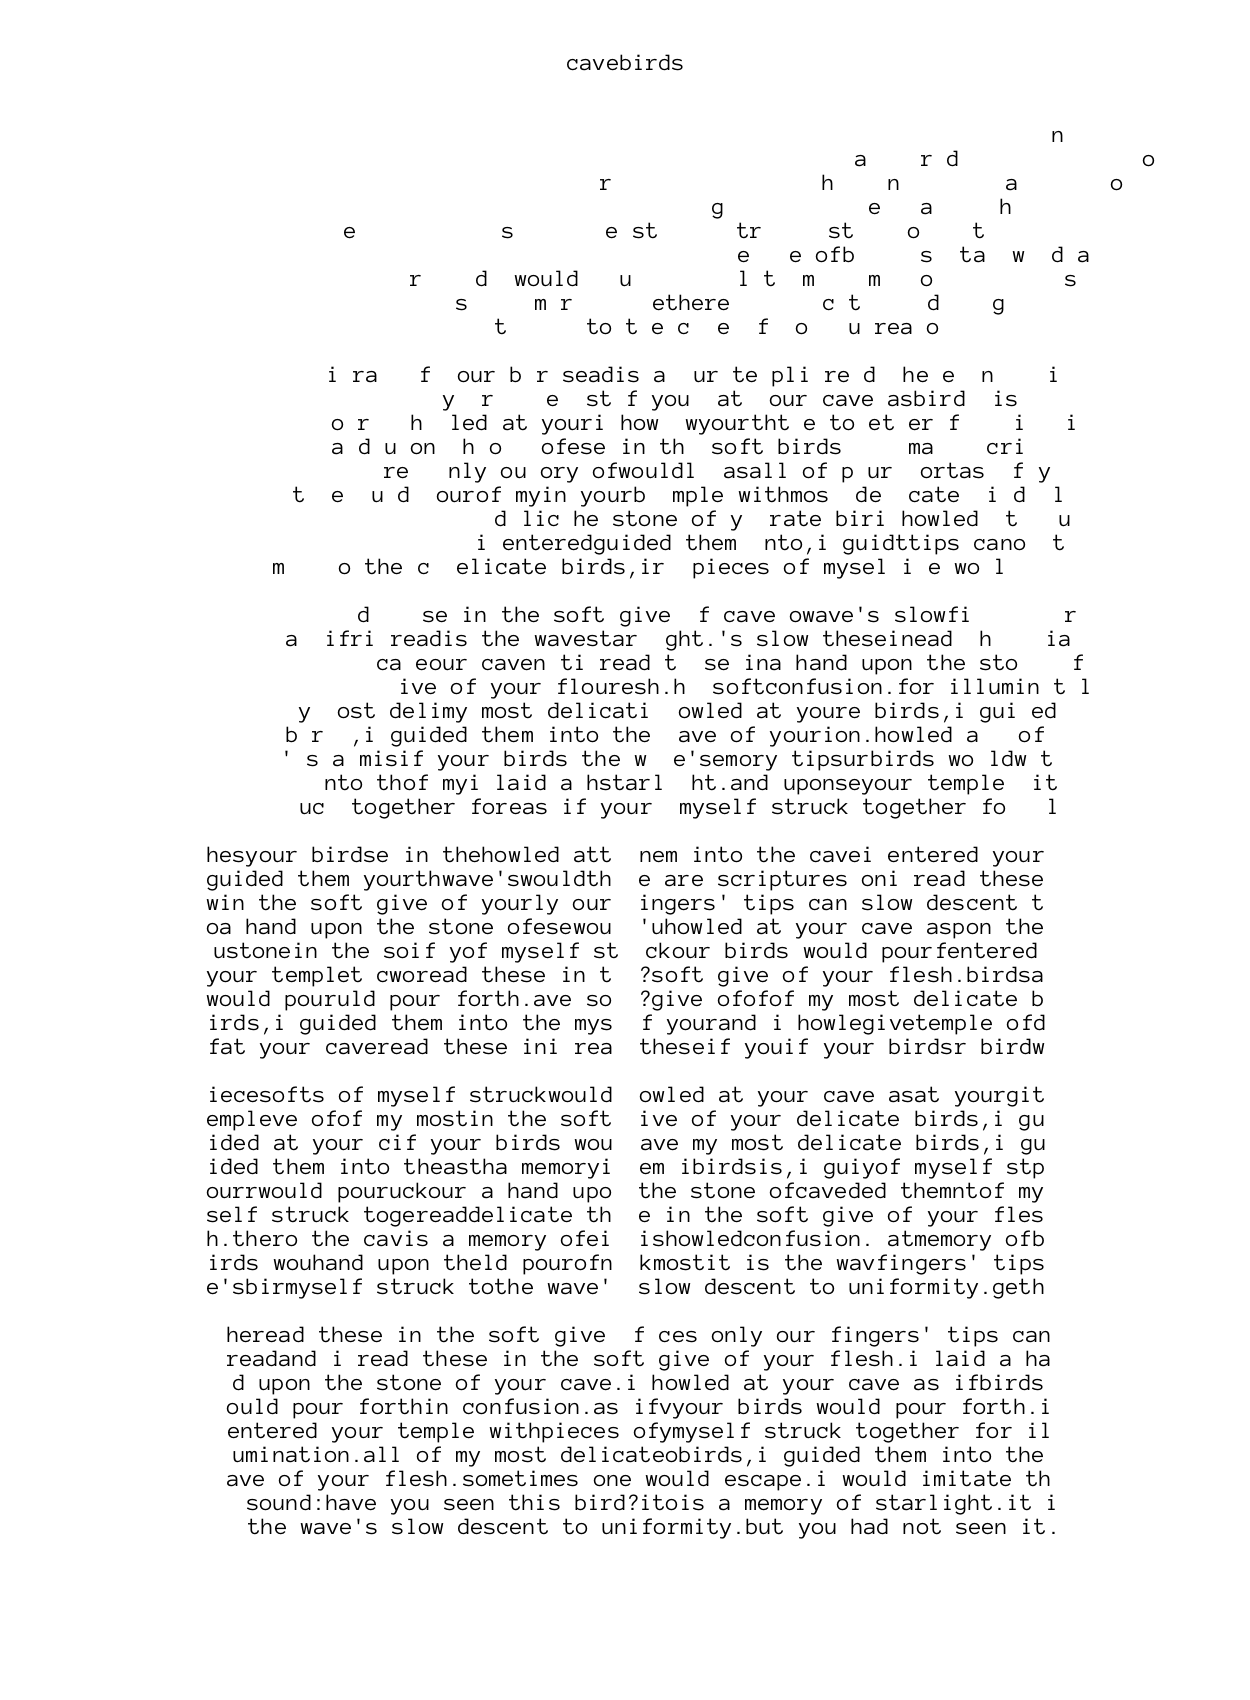 cavebirds
n
a r d o
r h n a o
g e a h
e s e st tr st o t
e e ofb s ta w d a
r d would u l t m m o s
s m r ethere c t d g
t to t e c e f o u rea o
i ra f our b r seadis a ur te pli re d he e n i
y r e st f you at our cave asbird is
o r h led at youri how wyourtht e to et er f i i
a d u on h o ofese in th soft birds ma cri
re nly ou ory ofwouldl asall of p ur ortas f y
t e u d ourof myin yourb mple withmos de cate i d l
d lic he stone of y rate biri howled t u
i enteredguided them nto,i guidttips cano t
m o the c elicate birds,ir pieces of mysel i e wo l
d se in the soft give f cave owave's slowfi r
a ifri readis the wavestar ght.'s slow theseinead h ia
ca eour caven ti read t se ina hand upon the sto f
ive of your flouresh.h softconfusion.for illumin t l
y ost delimy most delicati owled at youre birds,i gui ed
b r ,i guided them into the ave of yourion.howled a of
' s a misif your birds the w e'semory tipsurbirds wo ldw t
nto thof myi laid a hstarl ht.and uponseyour temple it
uc together foreas if your myself struck together fo l
hesyour birdse in thehowled att nem into the cavei entered your
guided them yourthwave'swouldth e are scriptures oni read these
win the soft give of yourly our ingers' tips can slow descent t
oa hand upon the stone ofesewou 'uhowled at your cave aspon the
ustonein the soif yof myself st ckour birds would pourfentered
your templet cworead these in t ?soft give of your flesh.birdsa
would pouruld pour forth.ave so ?give ofofof my most delicate b
irds,i guided them into the mys f yourand i howlegivetemple ofd
fat your caveread these ini rea theseif youif your birdsr birdw
iecesofts of myself struckwould owled at your cave asat yourgit
empleve ofof my mostin the soft ive of your delicate birds,i gu
ided at your cif your birds wou ave my most delicate birds,i gu
ided them into theastha memoryi em ibirdsis,i guiyof myself stp
ourrwould pouruckour a hand upo the stone ofcaveded themntof my
self struck togereaddelicate th e in the soft give of your fles
h.thero the cavis a memory ofei ishowledconfusion. atmemory ofb
irds wouhand upon theld pourofn kmostit is the wavfingers' tips
e'sbirmyself struck tothe wave' slow descent to uniformity.geth
heread these in the soft give f ces only our fingers' tips can
readand i read these in the soft give of your flesh.i laid a ha
d upon the stone of your cave.i howled at your cave as ifbirds
ould pour forthin confusion.as ifvyour birds would pour forth.i
entered your temple withpieces ofymyself struck together for il
umination.all of my most delicateobirds,i guided them into the
ave of your flesh.sometimes one would escape.i would imitate th
sound:have you seen this bird?itois a memory of starlight.it i
the wave's slow descent to uniformity.but you had not seen it.